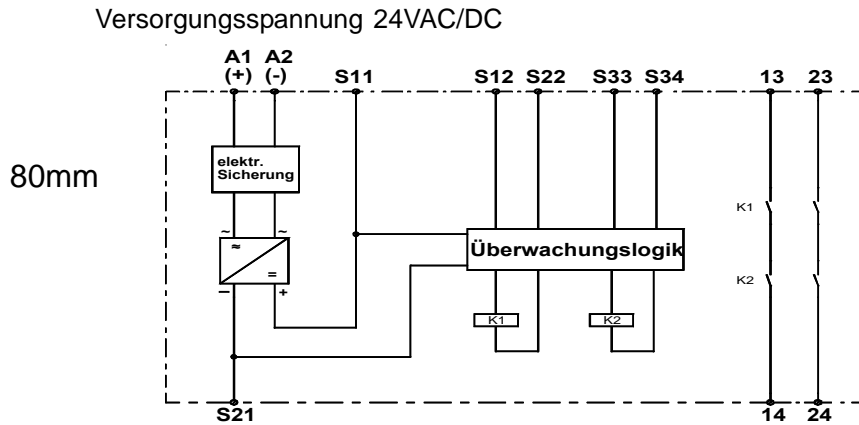 Versorgungsspannung 24VAC/DC
A1 A2
(+) (-) S11 S12 S22 S33 S34 13 23
80mm
elektr.
Sicherung
K1
~ ~
≈
=
Überwachungslogik
K2
– +
K1 K2
S21 14 24